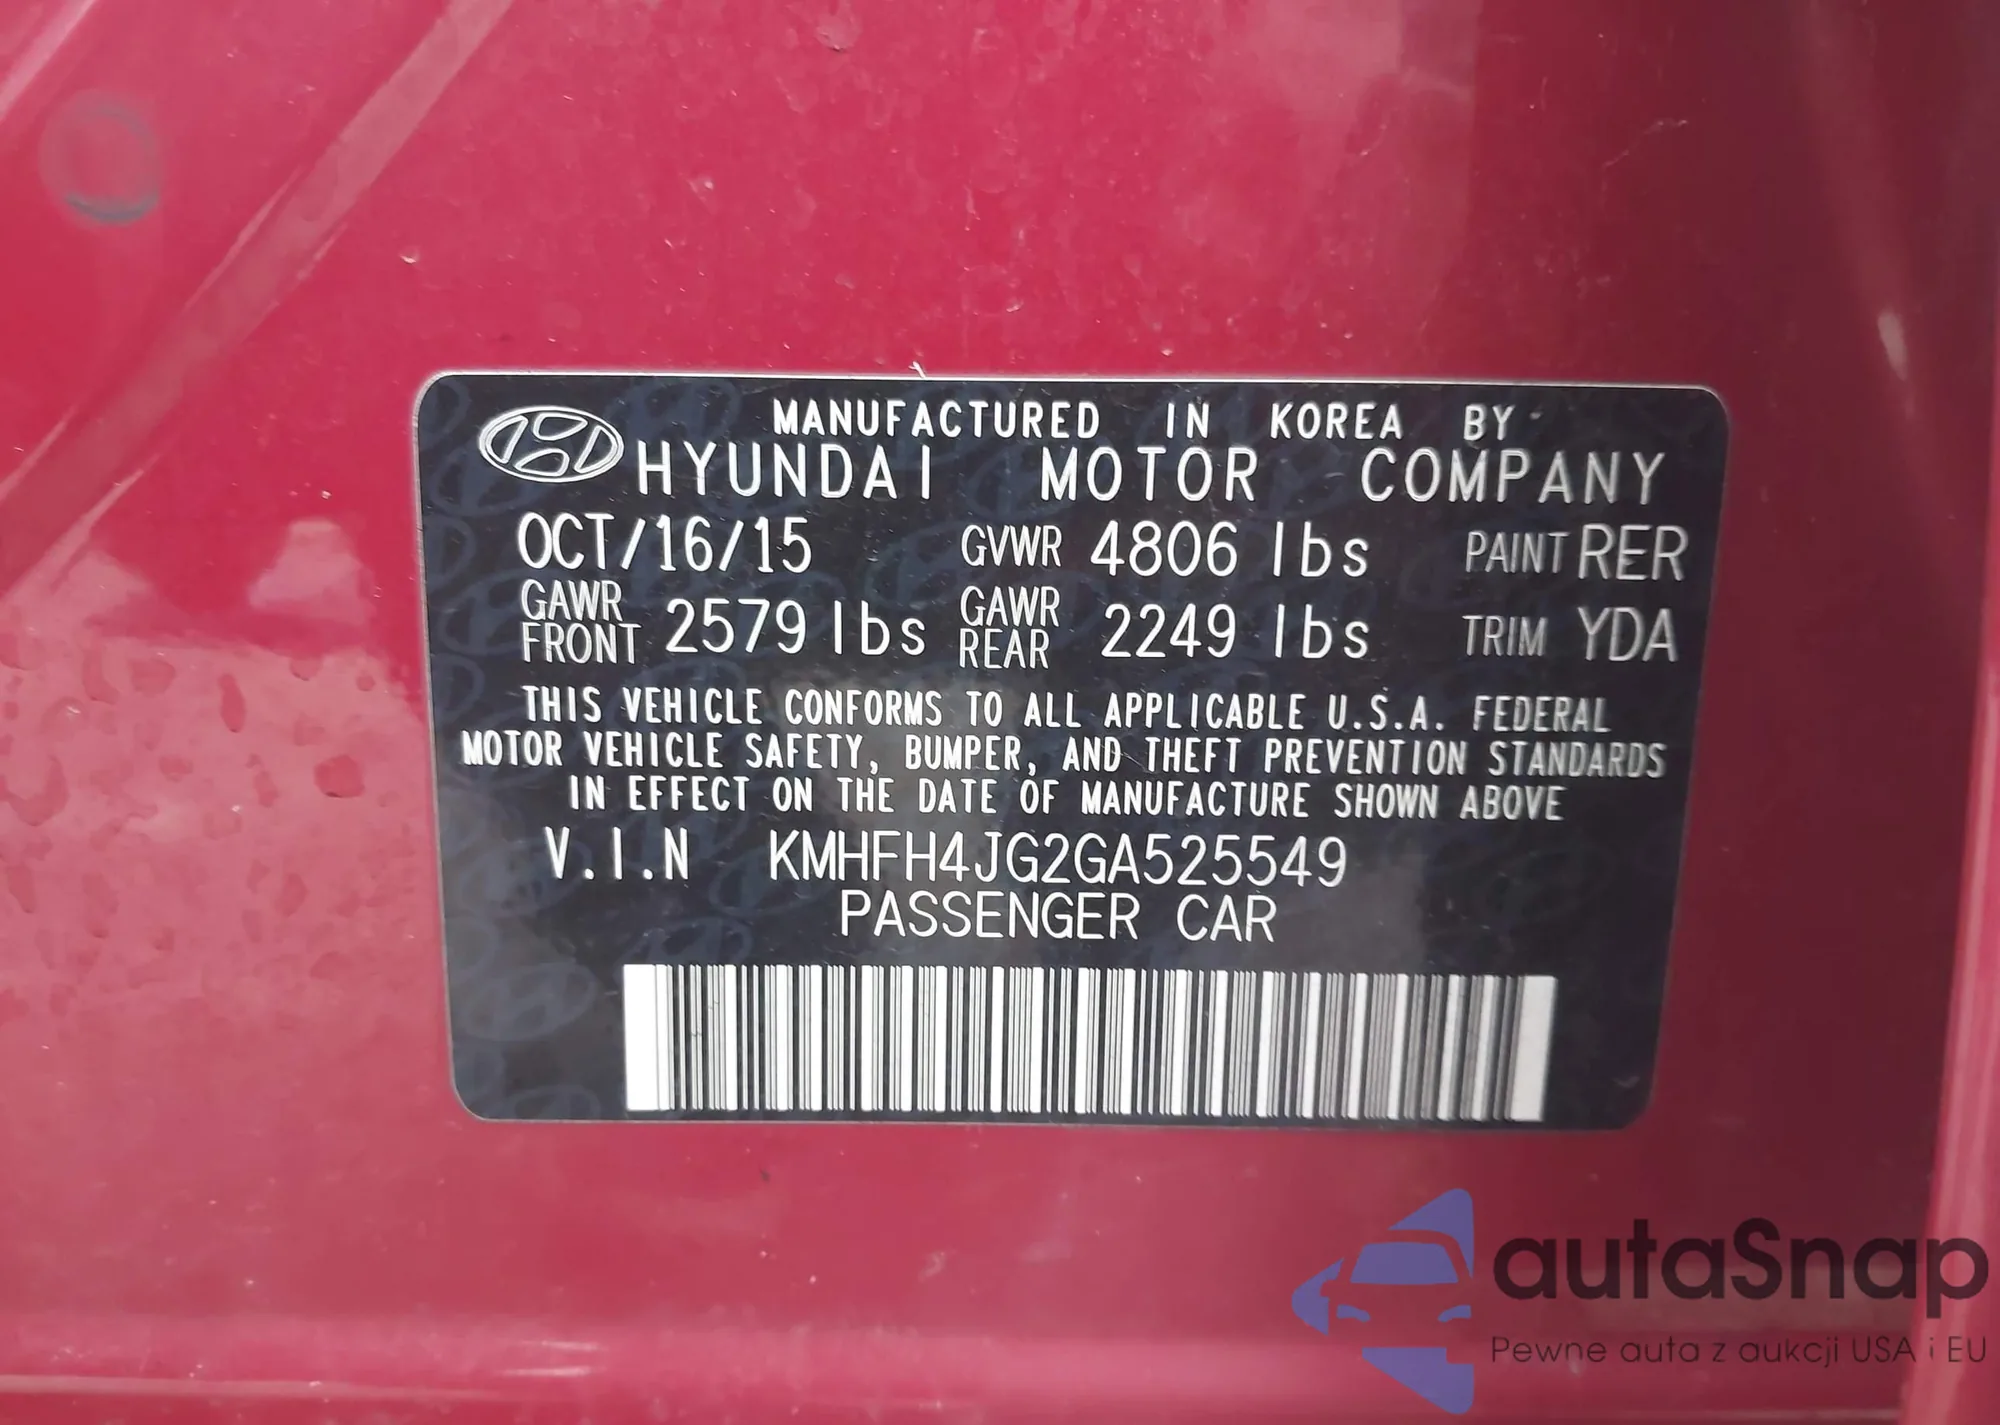 MANUFACTURED IN KOREA BY
HYUNDAI MOTOR COMPANY
OCT/16/15 GVWR 4806 lbs PAINT RER
GAWR FRONT 2579 lbs GAWR REAR 2249 lbs TRIM YDA
THIS VEHICLE CONFORMS TO ALL APPLICABLE U.S.A. FEDERAL
MOTOR VEHICLE SAFETY, BUMPER, AND THEFT PREVENTION STANDARDS
IN EFFECT ON THE DATE OF MANUFACTURE SHOWN ABOVE
V.I.N KMHFH4JG2GA525549
PASSENGER CAR
autaSnap
Pewne auta z aukcji USA i EU